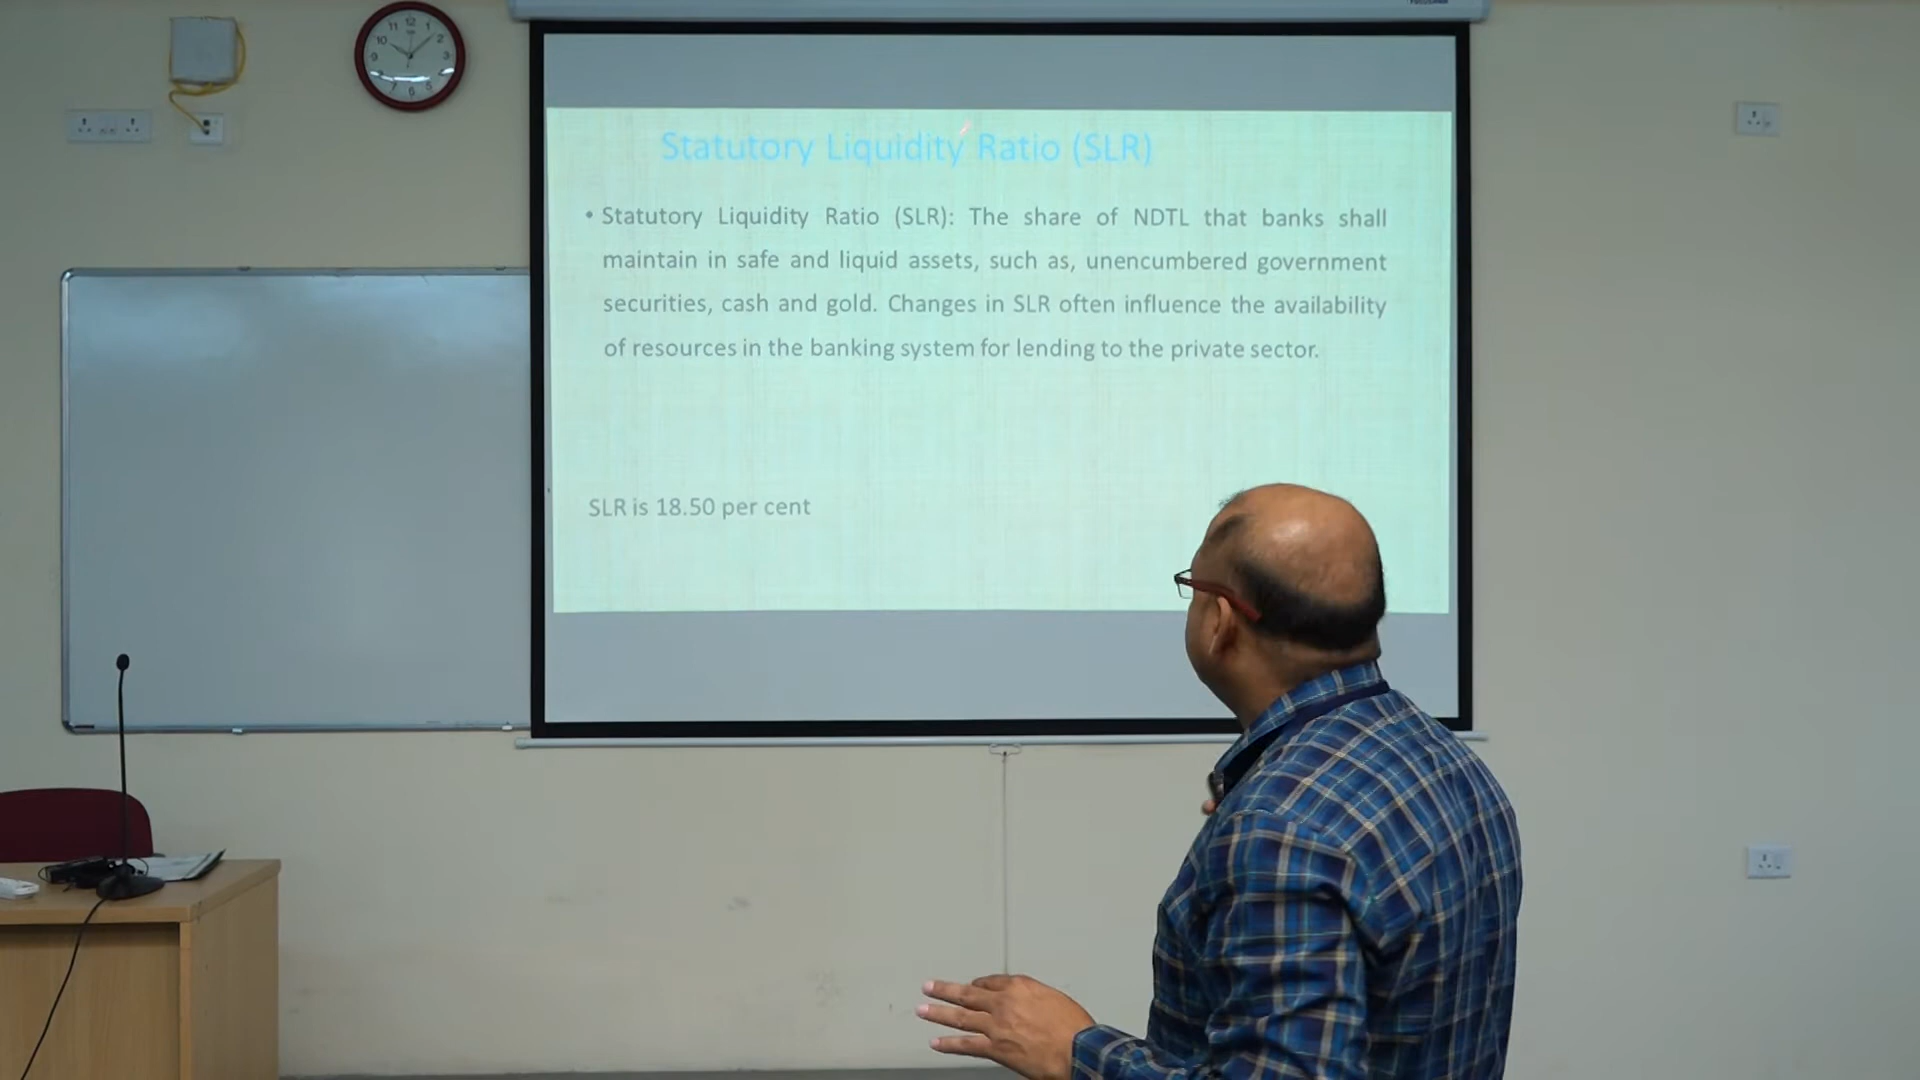 Statutory Liquidity Ratio (SLR)
• Statutory Liquidity Ratio (SLR): The share of NDTL that banks shall
maintain in safe and liquid assets, such as, unencumbered government
securities, cash and gold. Changes in SLR often influence the availability
of resources in the banking system for lending to the private sector.
SLR is 18.50 per cent